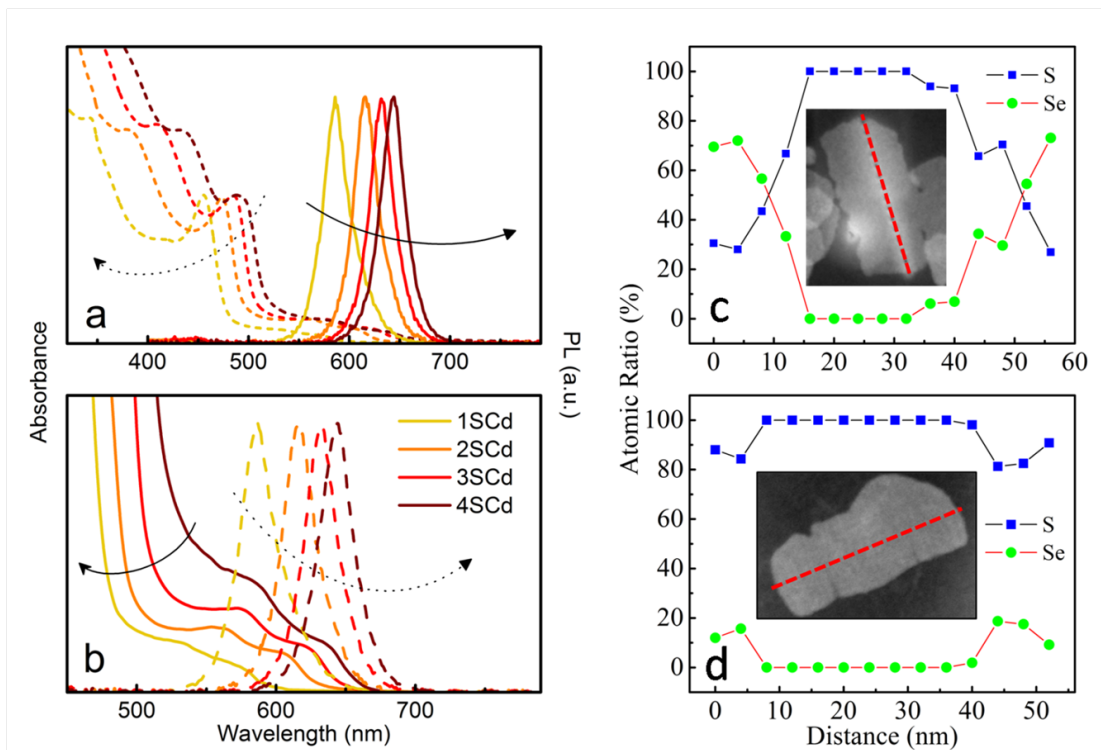 a
400 500 600 700
Absorbance
PL (a.u.)
b
1SCd
2SCd
3SCd
4SCd
500 600 700
Wavelength (nm)
c
100
80
60
40
20
0
S
Se
0 10 20 30 40 50 60
Atomic Ratio (%)
d
100
80
60
40
20
0
S
Se
0 10 20 30 40 50 60
Distance (nm)